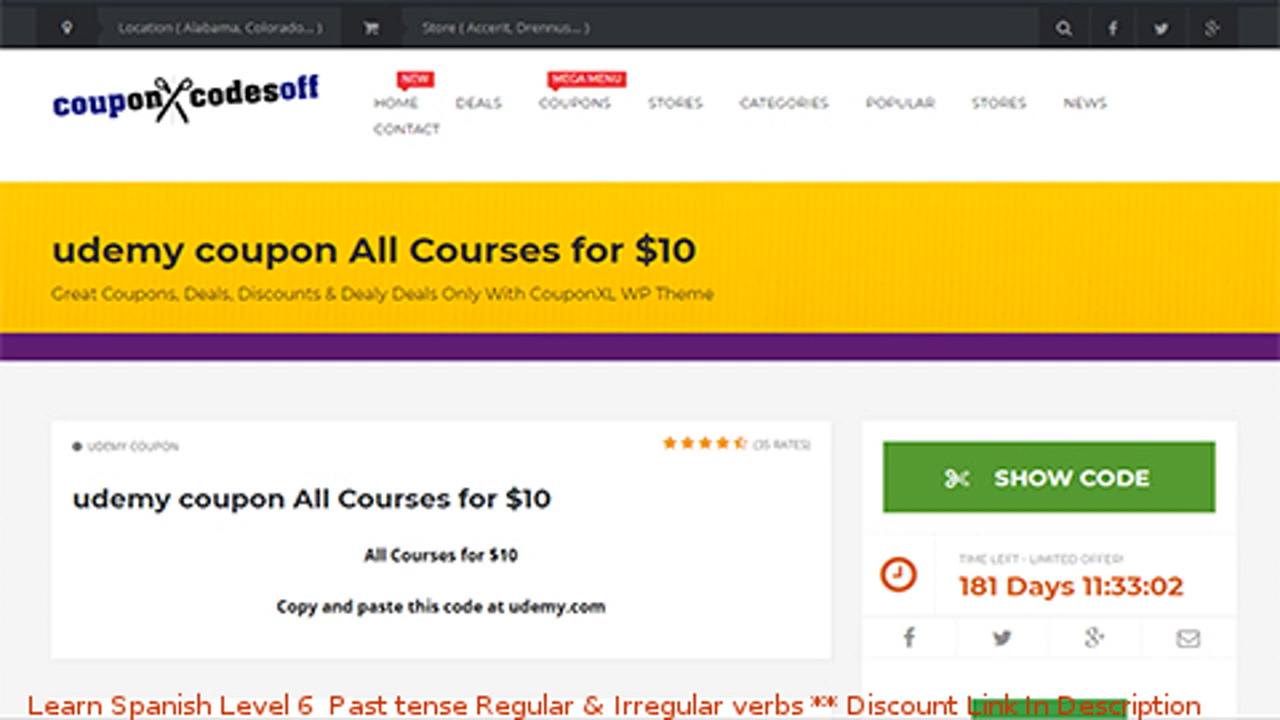 Location ( Alabama, Colorado... ) Store ( Accerit, Drennus... )
NEW MEGA MENU
couponXcodesoff
HOME DEALS COUPONS STORES CATEGORIES POPULAR STORES NEWS
CONTACT
udemy coupon All Courses for $10
Great Coupons, Deals, Discounts & Dealy Deals Only With CouponXL WP Theme
UDEMY COUPON (35 RATES)
SHOW CODE
udemy coupon All Courses for $10
All Courses for $10
TIME LEFT - LIMITED OFFER!
181 Days 11:33:02
Copy and paste this code at udemy.com
Learn Spanish Level 6 Past tense Regular & Irregular verbs ** Discount Link In Description